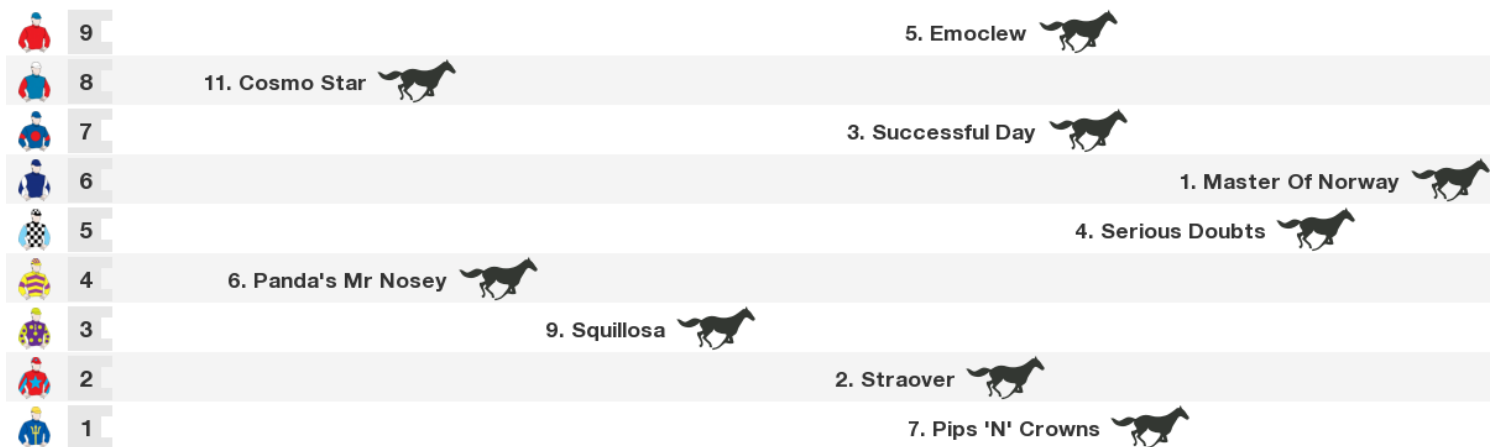 9 5. Emoclew
8 11. Cosmo Star
7 3. Successful Day
6 1. Master Of Norway
5 4. Serious Doubts
4 6. Panda's Mr Nosey
3 9. Squillosa
2 2. Straover
1 7. Pips 'N' Crowns